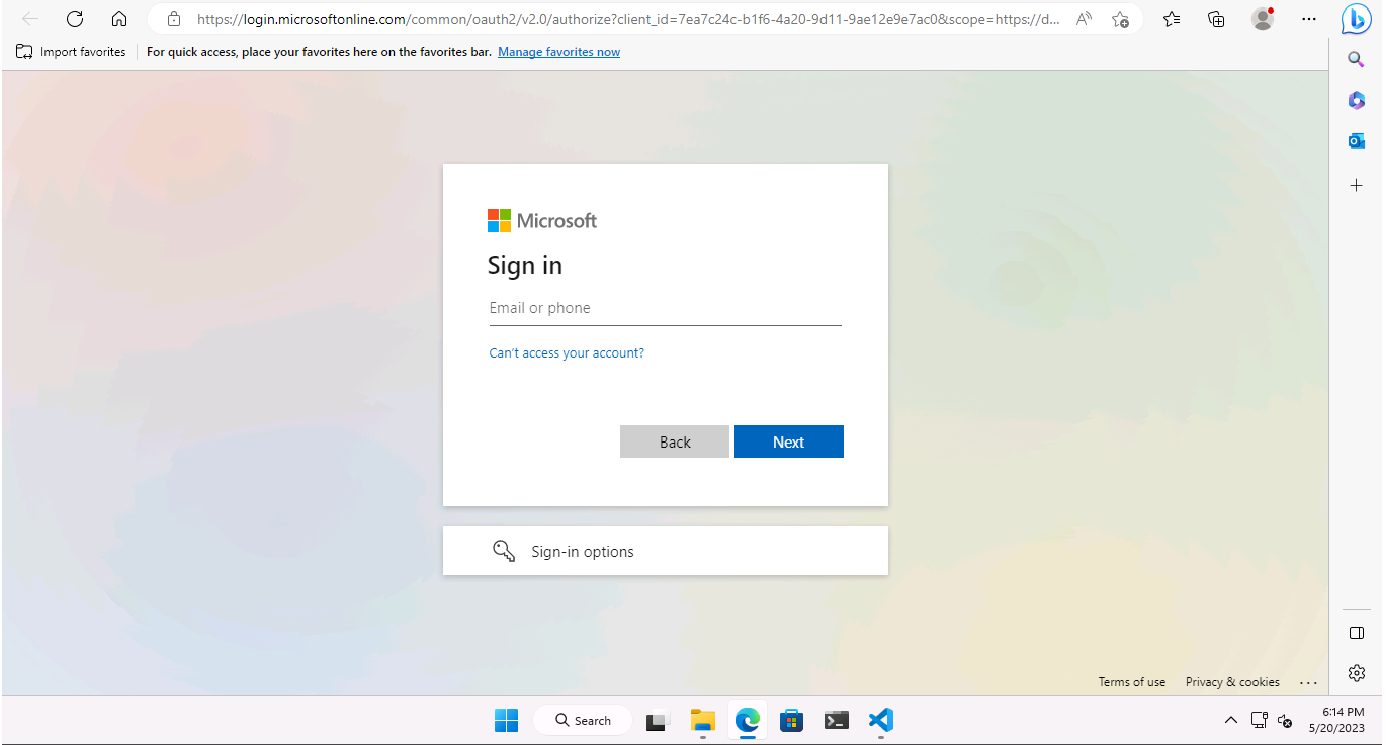 https://login.microsoftonline.com/common/oauth2/v2.0/authorize?client_id=7ea7c24c-b1f6-4a20-9d11-9ae12e9e7ac0&scope=https://d...
Import favorites
For quick access, place your favorites here on the favorites bar. Manage favorites now
Microsoft
Sign in
Email or phone
Can't access your account?
Back
Next
Sign-in options
Terms of use
Privacy & cookies
...
Search
6:14 PM
5/20/2023